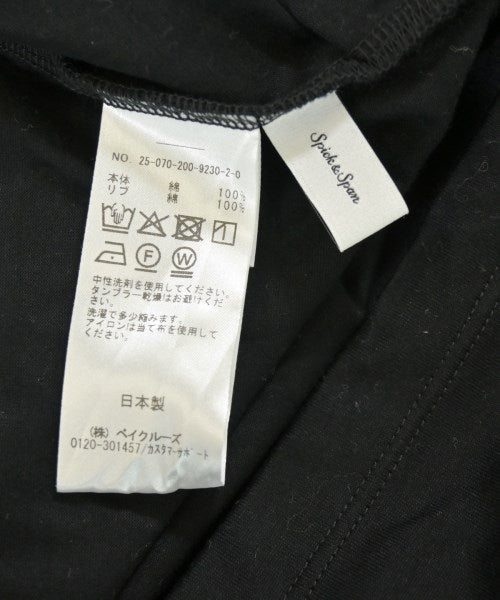 NO. 25-070-200-9230-2-0
本体 綿 100%
リブ 綿 100%
F W
中性洗剤を使用してください。
タンブラー乾燥はお避けくだ
さい。
洗濯で多少縮みます。
アイロンは当て布を使用して
ください。
日本製
(株) ベイクルーズ
0120-301457/カスタマーサポート
Spick & Span